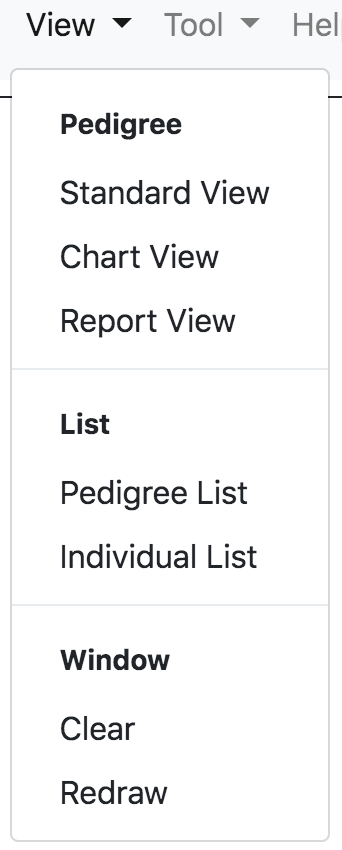 View Tool Hel
Pedigree
Standard View
Chart View
Report View
List
Pedigree List
Individual List
Window
Clear
Redraw